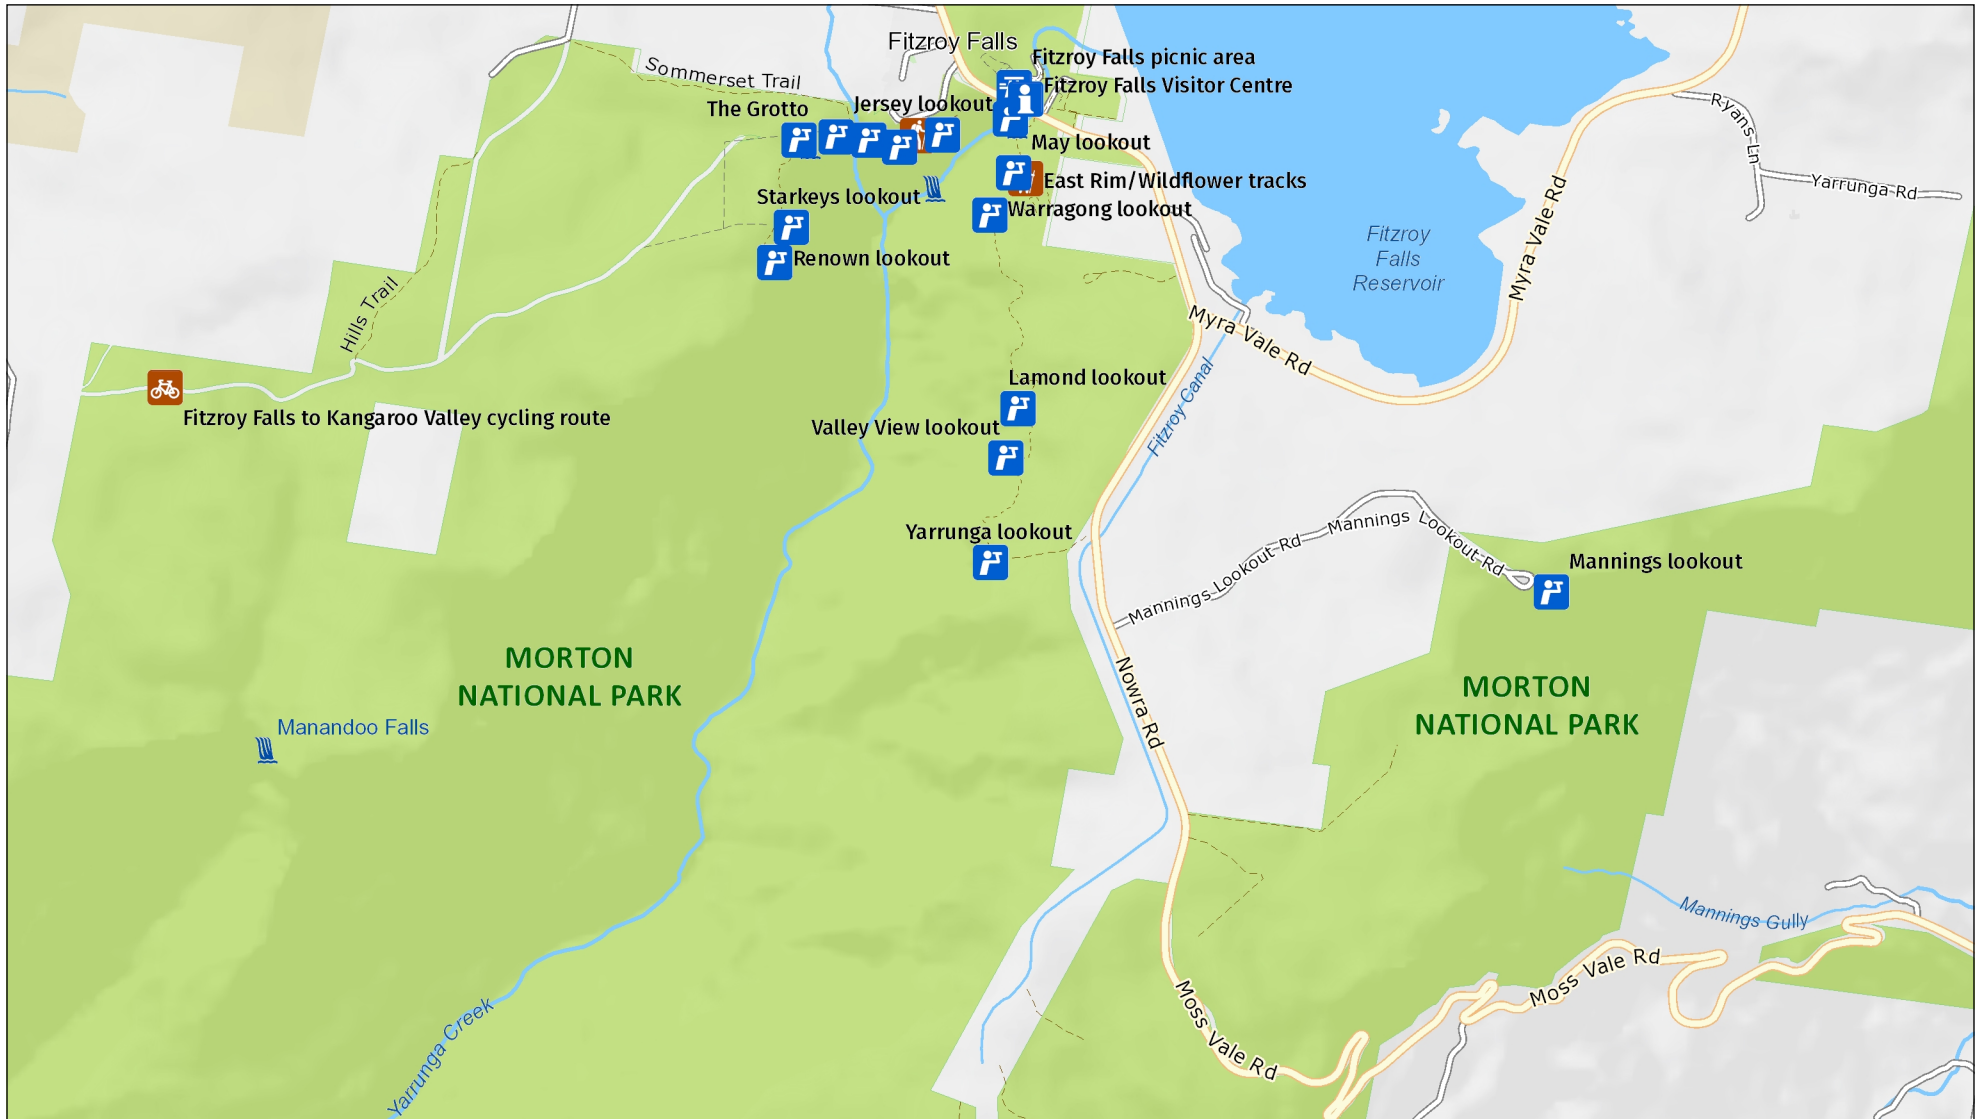 Fitzroy Falls
Fitzroy Falls picnic area
Sommerset Trail
Fitzroy Falls Visitor Centre
The Grotto
Jersey lookout
Ryans Ln
May lookout
East Rim/Wildflower tracks
Yarrunga Rd
Starkeys lookout
Warragong lookout
Myra Vale Rd
Fitzroy
Falls
Reservoir
Renown lookout
Hills Trail
Myra Vale Rd
Lamond lookout
Fitzroy Canal
Fitzroy Falls to Kangaroo Valley cycling route
Valley View lookout
Yarrunga lookout
Mannings Lookout Rd
Mannings Lookout Rd
Mannings lookout
MORTON
NATIONAL PARK
Nowra Rd
MORTON
NATIONAL PARK
Manandoo Falls
Mannings Gully
Moss Vale Rd
Moss Vale Rd
Yarrunga Creek